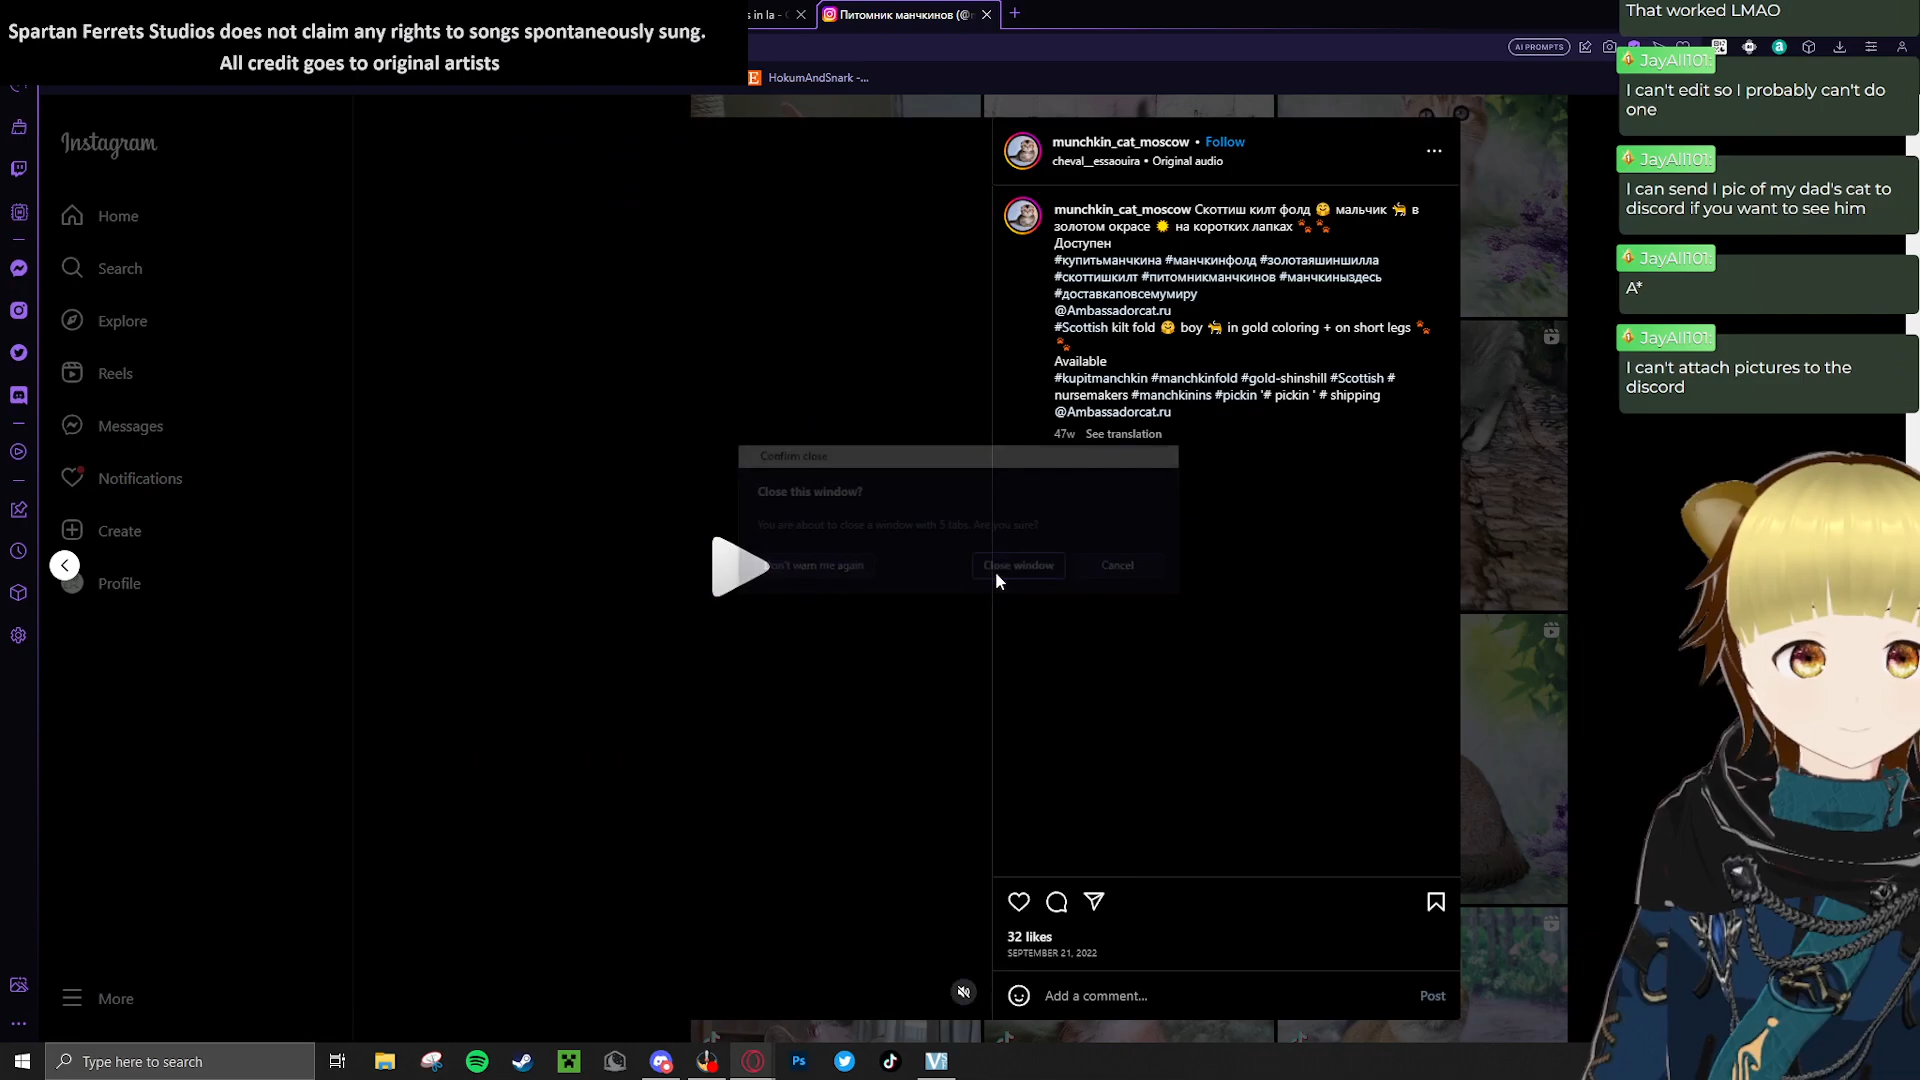 Spartan Ferrets Studios does not claim any rights to songs spontaneously sung.
All credit goes to original artists
s in la -
Питомник манчкинов (@
AI PROMPTS
HokumAndSnark -...
Instagram
Home
Search
Explore
Reels
Messages
Notifications
Create
Profile
More
munchkin_cat_moscow • Follow
cheval__essaouira • Original audio
munchkin_cat_moscow Скоттиш килт фолд 🤗 мальчик 🐈 в
золотом окрасе ☀️ на коротких лапках 🐾 🐾
Доступен
#купитьманчкина #манчкинфолд #золотаяшиншилла
#скоттишкилт #питомникманчкинов #манчкиныздесь
#доставкаповсемумиру
@Ambassadorcat.ru
#Scottish kilt fold 🤗 boy 🐈 in gold coloring + on short legs 🐾
🐾
Available
#kupitmanchkin #manchkinfold #gold-shinshill #Scottish #
nursemakers #manchkinins #pickin '# pickin ' # shipping
@Ambassadorcat.ru
47w See translation
Confirm close
Close this window?
You are about to close a window with 5 tabs. Are you sure?
Don't warn me again
Close window
Cancel
32 likes
SEPTEMBER 21, 2022
Add a comment...
Post
That worked LMAO
JayAll101:
I can't edit so I probably can't do
one
JayAll101:
I can send I pic of my dad's cat to
discord if you want to see him
JayAll101:
A*
JayAll101:
I can't attach pictures to the
discord
Type here to search
Ps